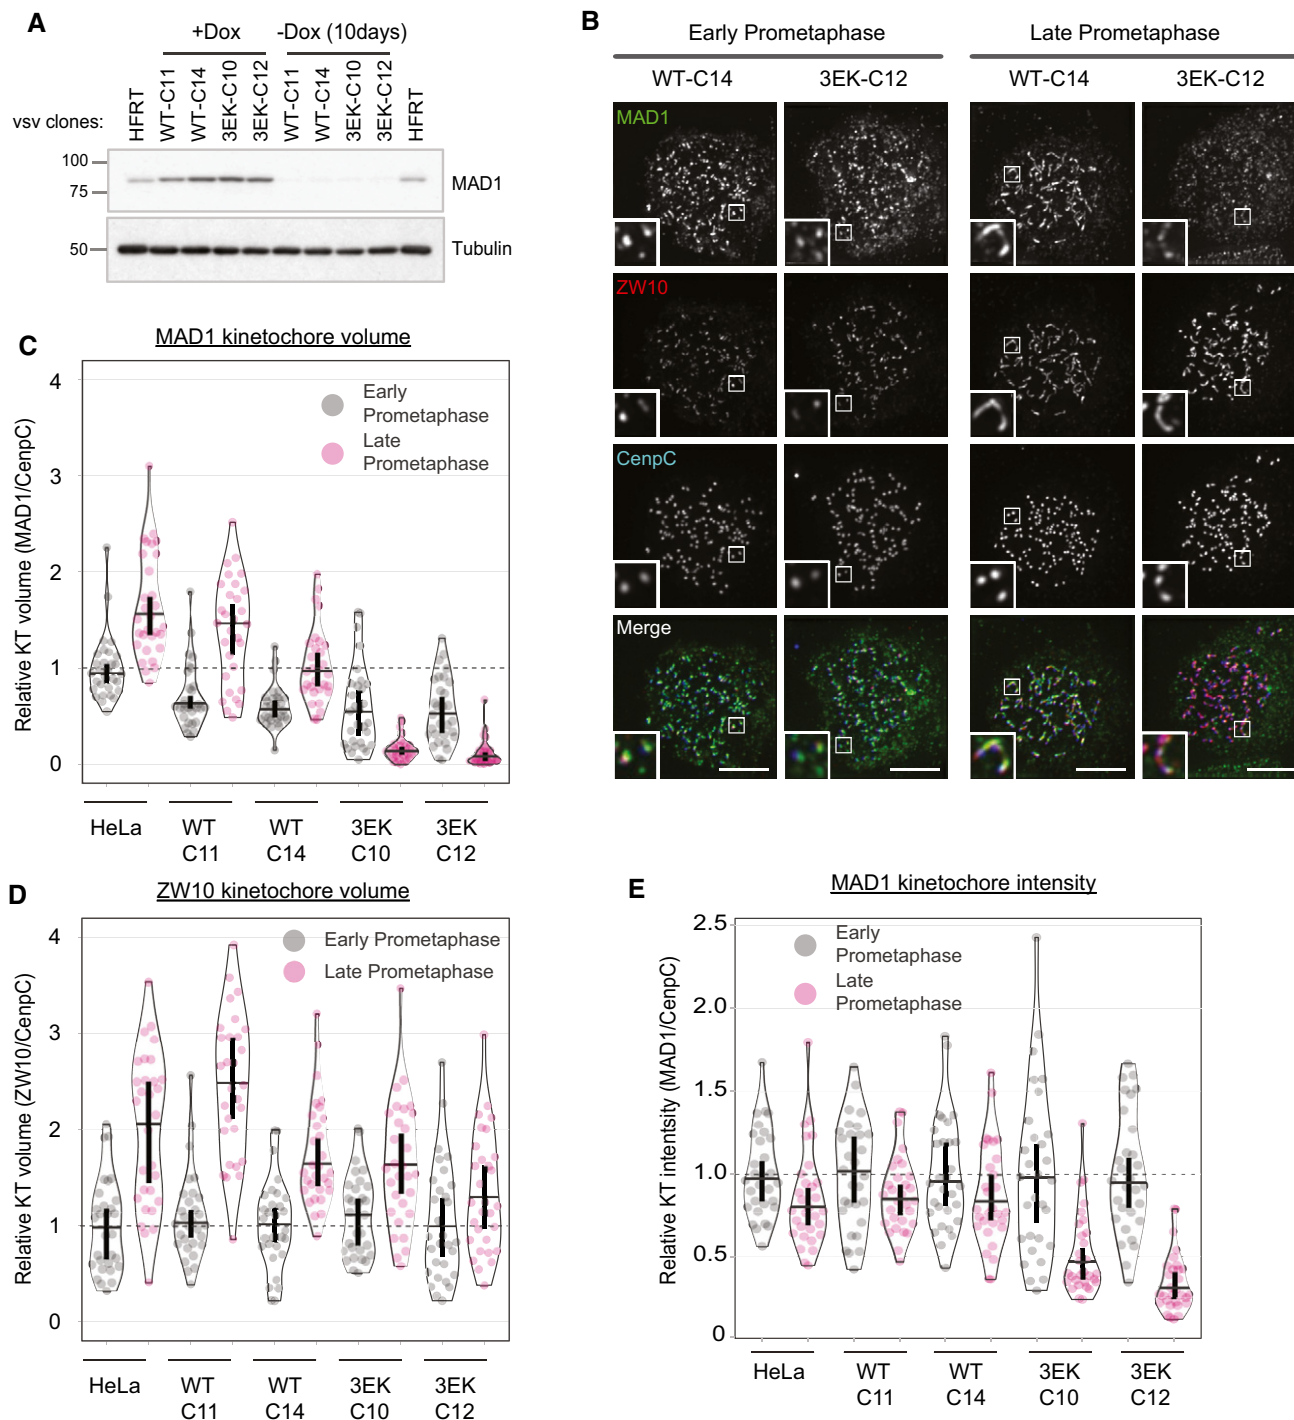 A
+Dox
-Dox (10days)
vsv clones:
HFRT
WT-C11
WT-C14
3EK-C10
3EK-C12
WT-C11
WT-C14
3EK-C10
3EK-C12
HFRT
100
75
MAD1
50
Tubulin
B
Early Prometaphase
Late Prometaphase
WT-C14
3EK-C12
WT-C14
3EK-C12
MAD1
ZW10
CenpC
Merge
C
MAD1 kinetochore volume
Relative KT volume (MAD1/CenpC)
4
3
2
1
0
Early
Prometaphase
Late
Prometaphase
HeLa
WT
C11
WT
C14
3EK
C10
3EK
C12
D
ZW10 kinetochore volume
Relative KT volume (ZW10/CenpC)
4
3
2
1
0
Early Prometaphase
Late Prometaphase
HeLa
WT
C11
WT
C14
3EK
C10
3EK
C12
E
MAD1 kinetochore intensity
Relative KT intentsity (MAD1/CenpC)
2.5
2.0
1.5
1.0
0.5
0
Early
Prometaphase
Late
Prometaphase
HeLa
WT
C11
WT
C14
3EK
C10
3EK
C12